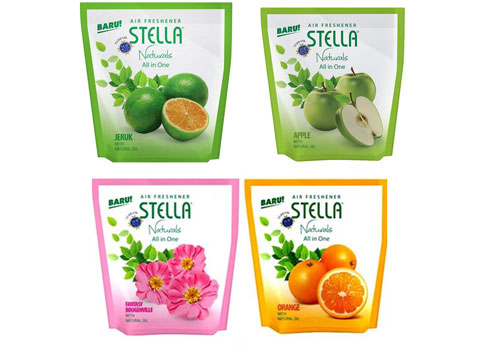 BARU!
AIR FRESHENER
STELLA
Naturals
All in One
JERUK
WITH
NATURAL OIL
BARU!
AIR FRESHENER
STELLA
Naturals
All in One
APPLE
WITH
NATURAL OIL
BARU!
AIR FRESHENER
STELLA
Naturals
All in One
FANTASY
BOUGENVILLE
WITH
NATURAL OIL
BARU!
AIR FRESHENER
STELLA
Naturals
All in One
ORANGE
WITH
NATURAL OIL